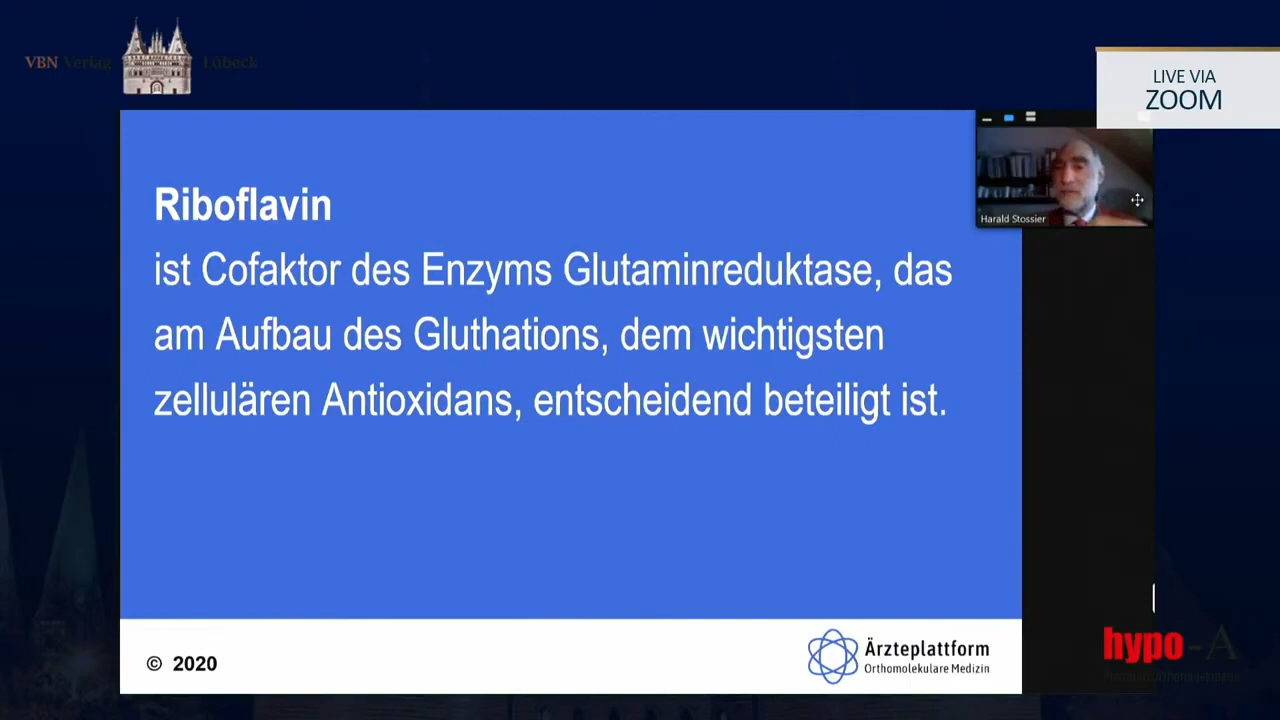 VBN Verlag Lübeck
LIVE VIA
ZOOM
Harald Stossier
Riboflavin
ist Cofaktor des Enzyms Glutaminreduktase, das
am Aufbau des Gluthations, dem wichtigsten
zellulären Antioxidans, entscheidend beteiligt ist.
© 2020
Ärzteplattform
Orthomolekulare Medizin
hypo-A